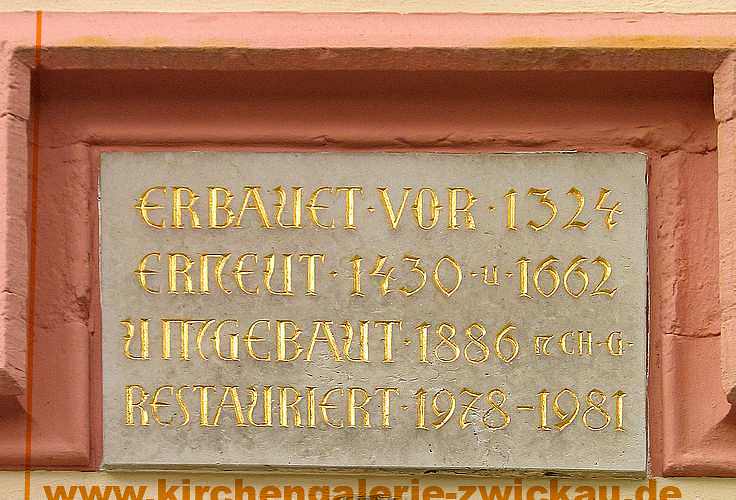 ERBAUET · VOR · 1324
ERNEUT · 1430 · u · 1662
UMGEBAUT · 1886 n CH · G ·
RESTAURIERT · 1978 – 1981
www.kirchengalerie-zwickau.de